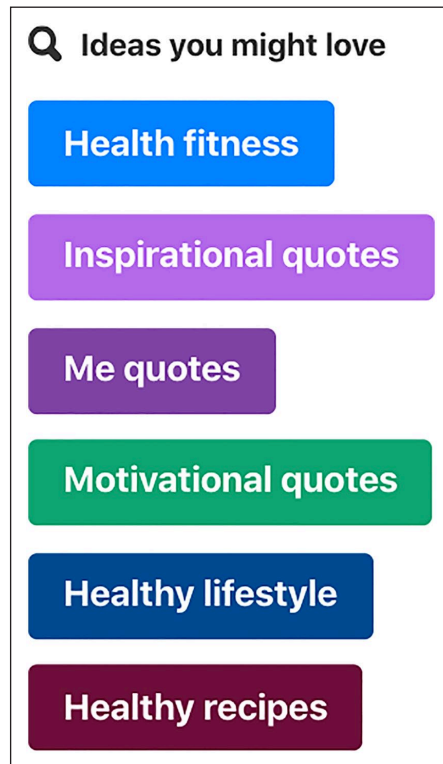 Ideas you might love
Health fitness
Inspirational quotes
Me quotes
Motivational quotes
Healthy lifestyle
Healthy recipes